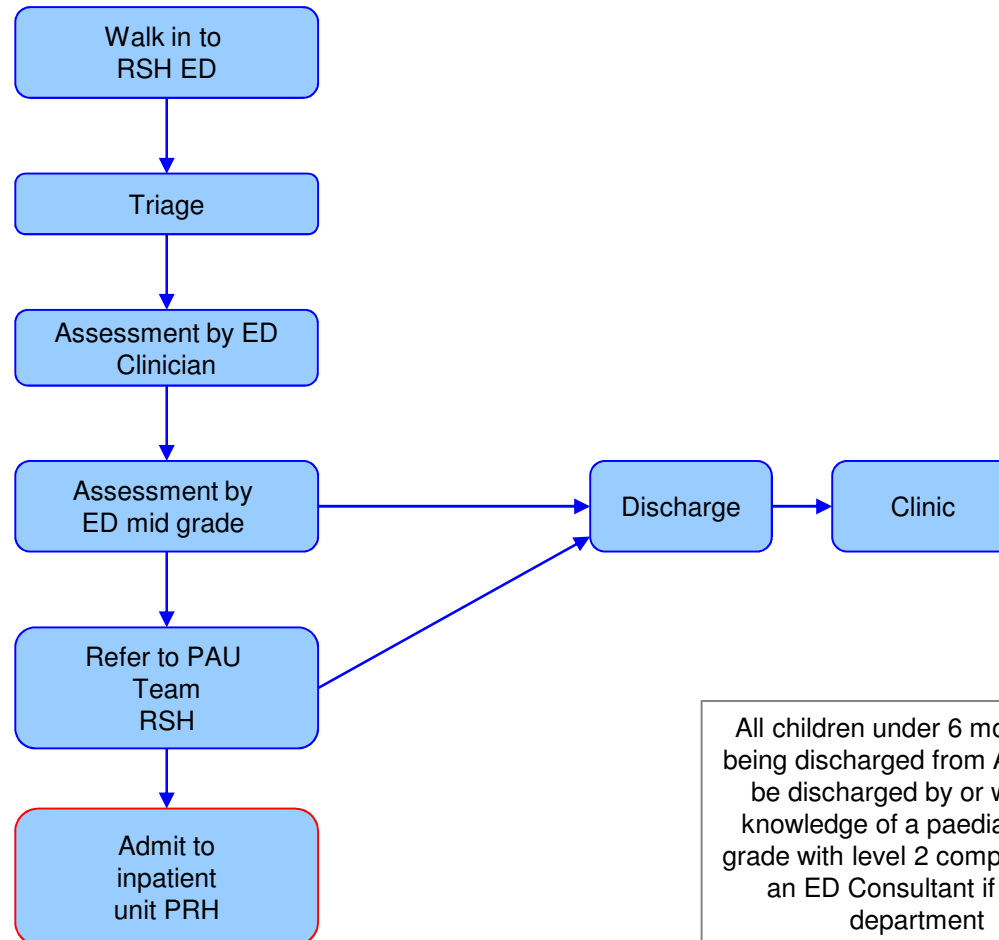 Walk in to
RSH ED
Triage
Assessment by ED
Clinician
Assessment by
ED mid grade
Discharge
Clinic
Refer to PAU
Team
RSH
Admit to
inpatient
unit PRH
All children under 6
being discharged from
be discharged by or
knowledge of a
grade with level 2
an ED Consultant if
department